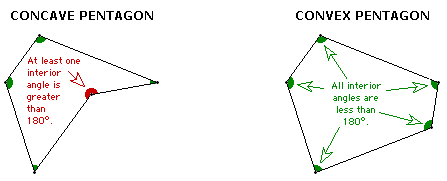 CONCAVE PENTAGON
At least one
interior
angle is
greater
than
180°.
CONVEX PENTAGON
All interior
angles are
less than
180°.